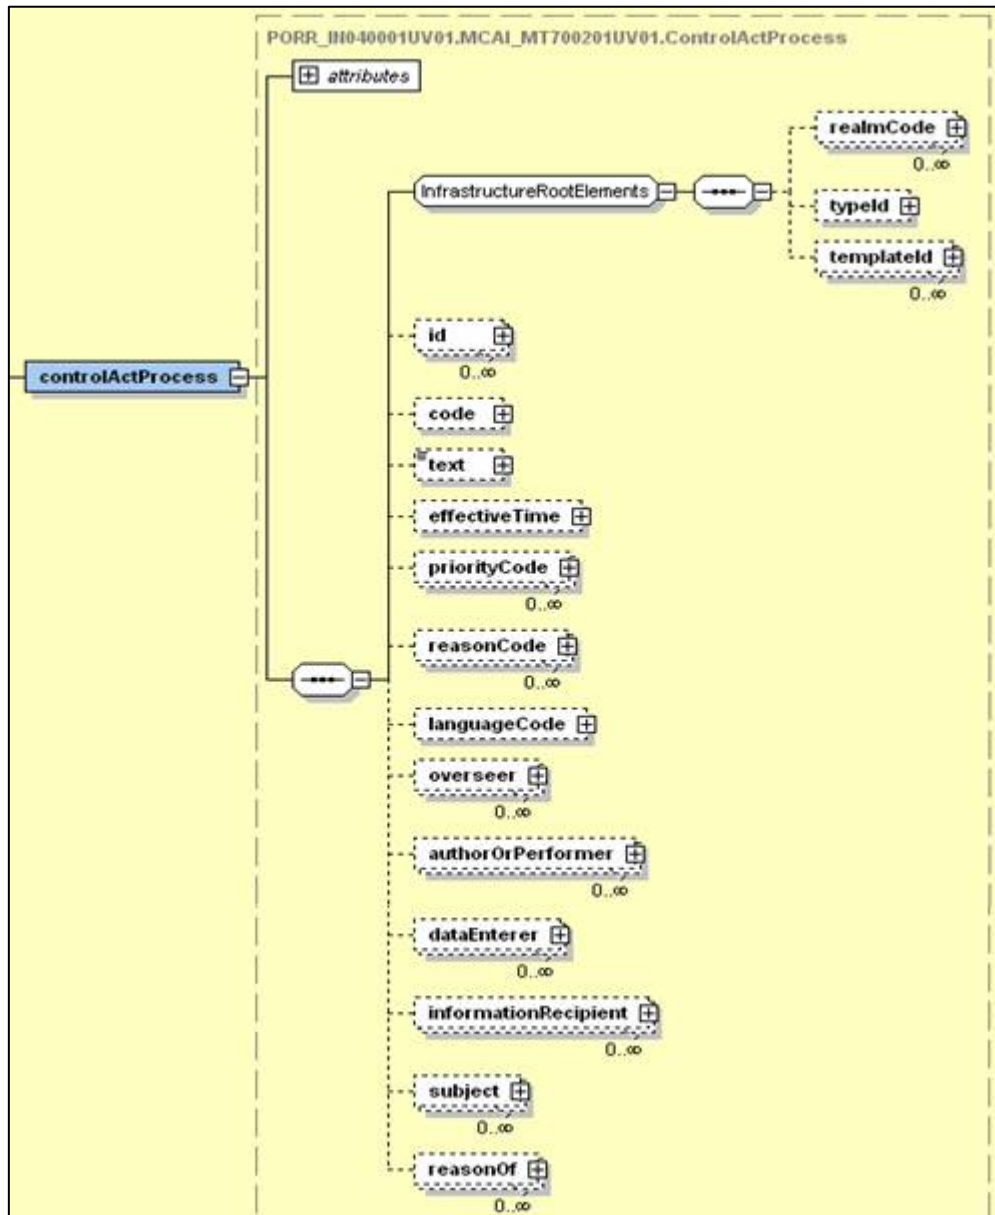 PORR_IN040001UV01.MCAI_MT700201UV01.ControlActProcess
attributes
realmCode
0..∞
InfrastructureRootElements
typeId
templateId
0..∞
id
0..∞
controlActProcess
code
text
effectiveTime
priorityCode
0..∞
reasonCode
0..∞
languageCode
overseer
0..∞
authorOrPerformer
0..∞
dataEnterer
0..∞
informationRecipient
0..∞
subject
0..∞
reasonOf
0..∞